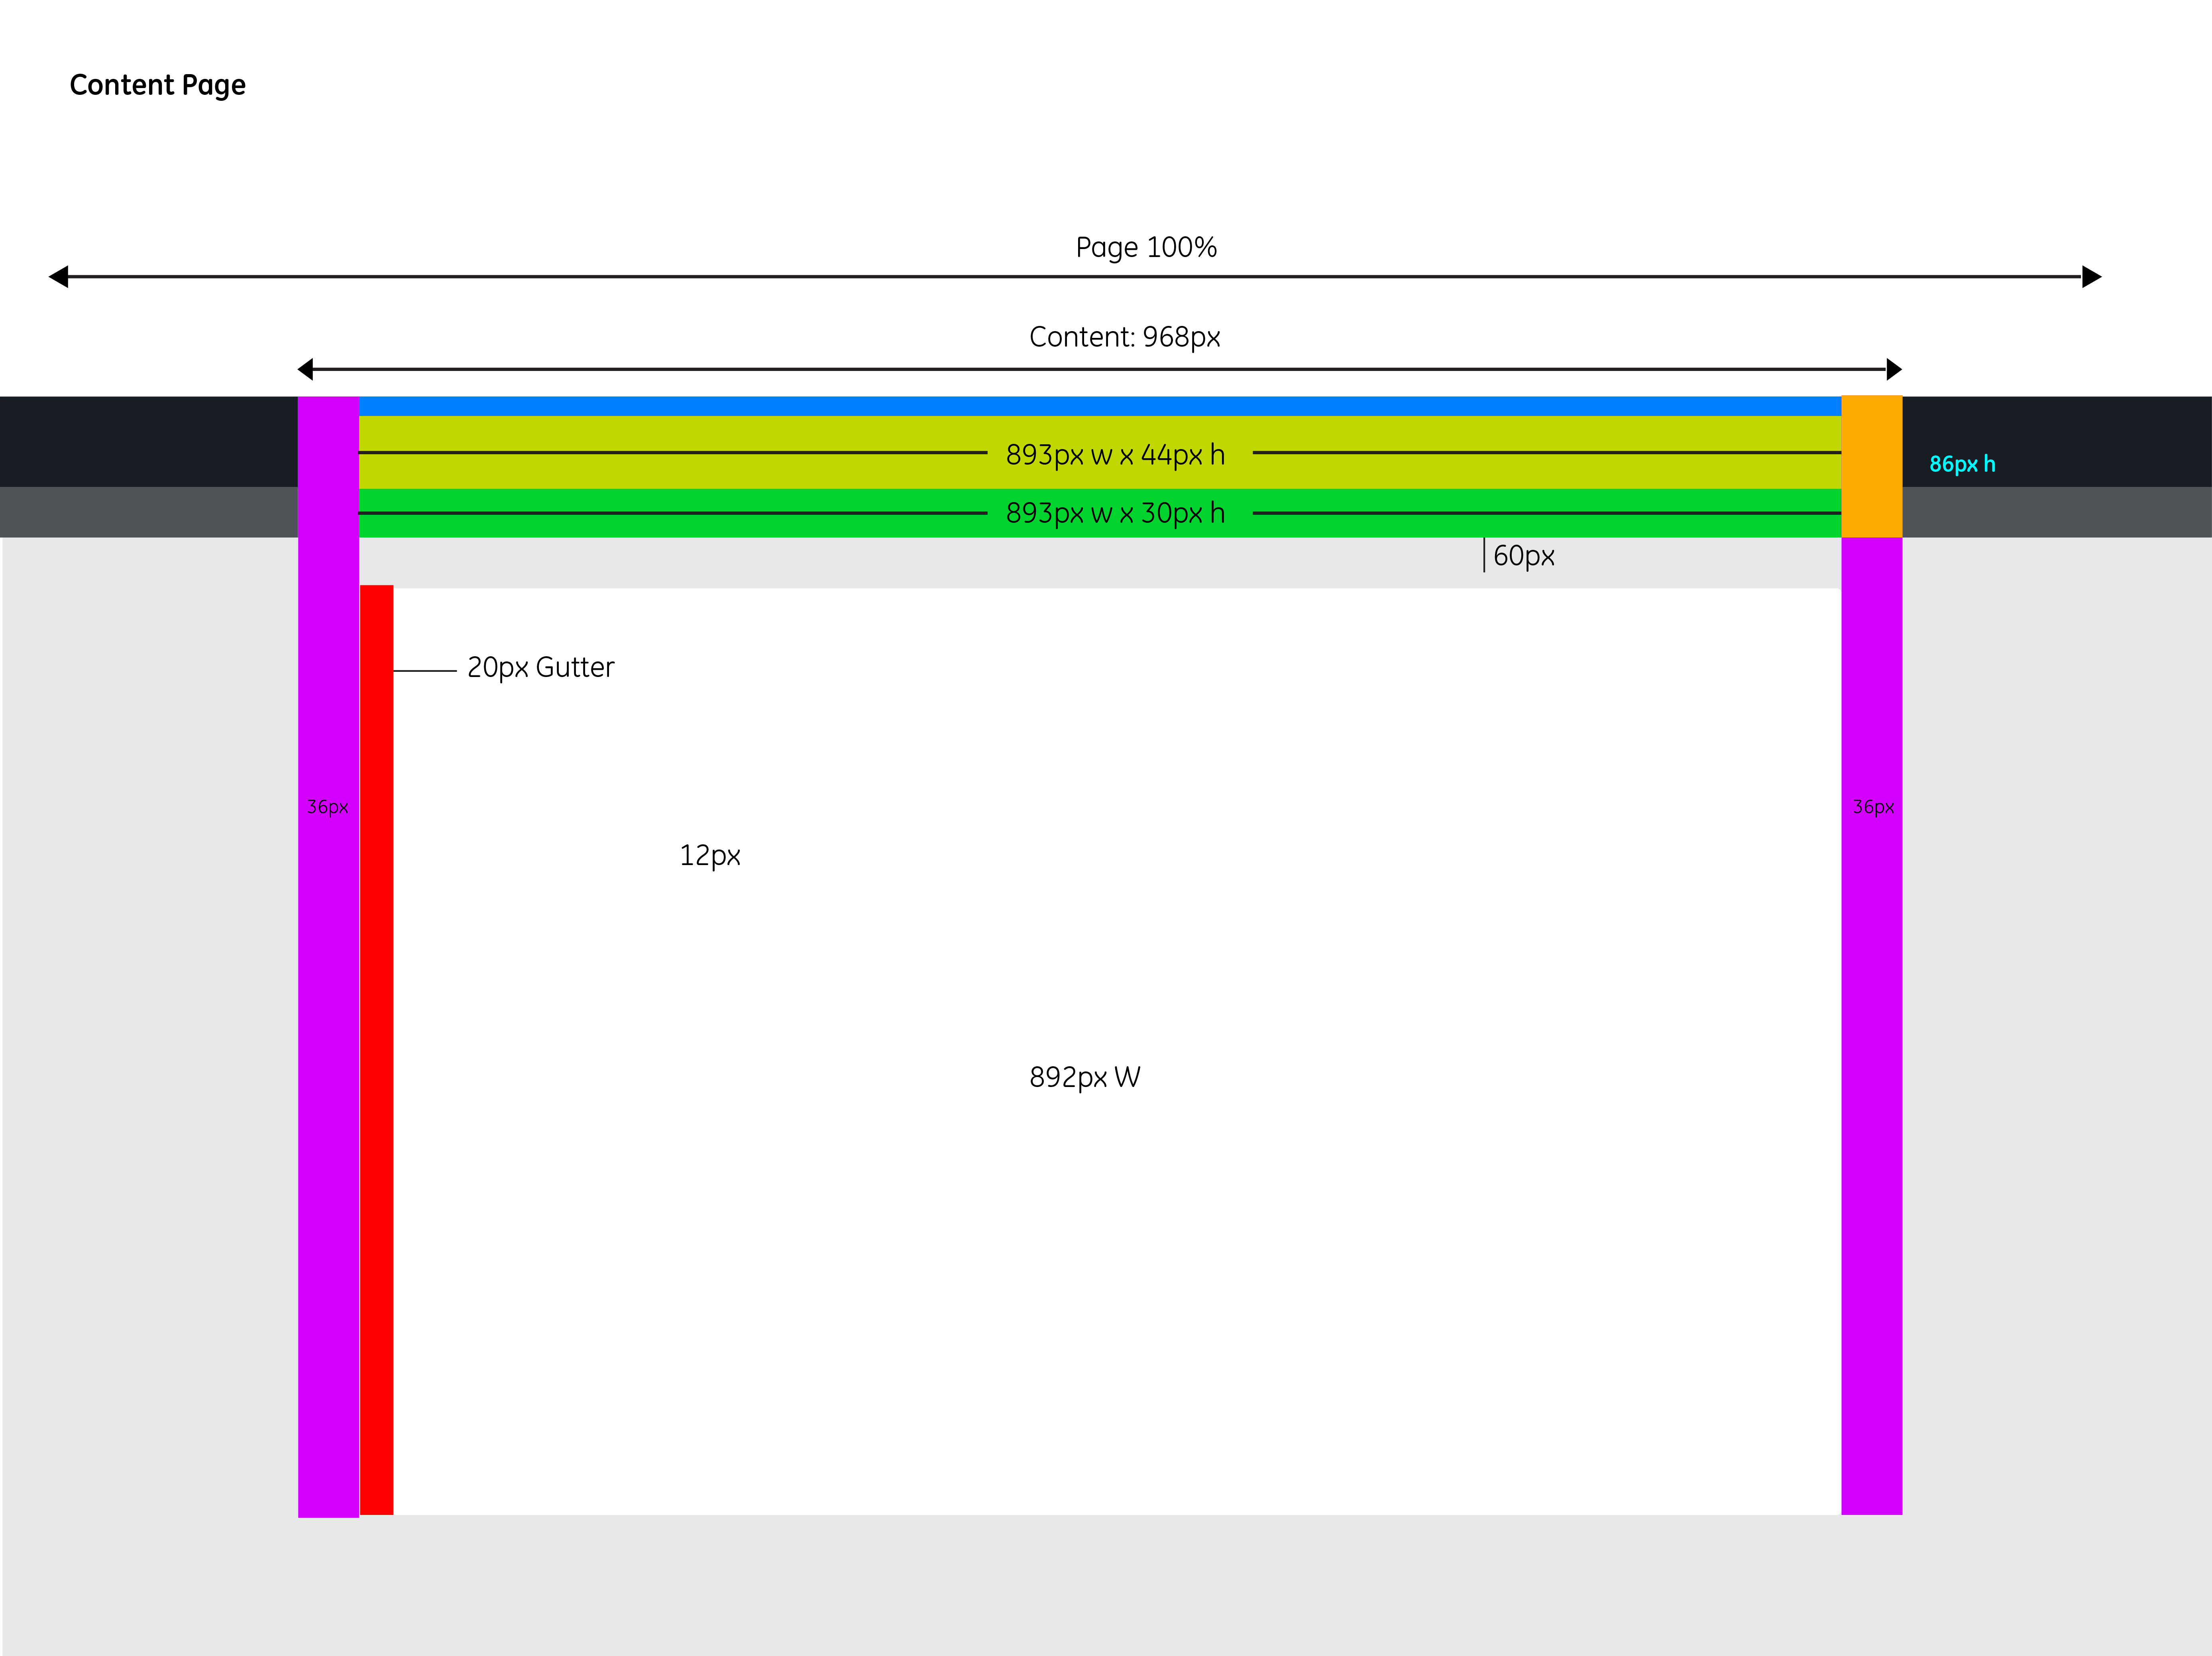 Content Page
Page 100%
Content: 968px
893px w x 44px h
86px h
893px w x 30px h
60px
20px Gutter
36px
36px
12px
892px W